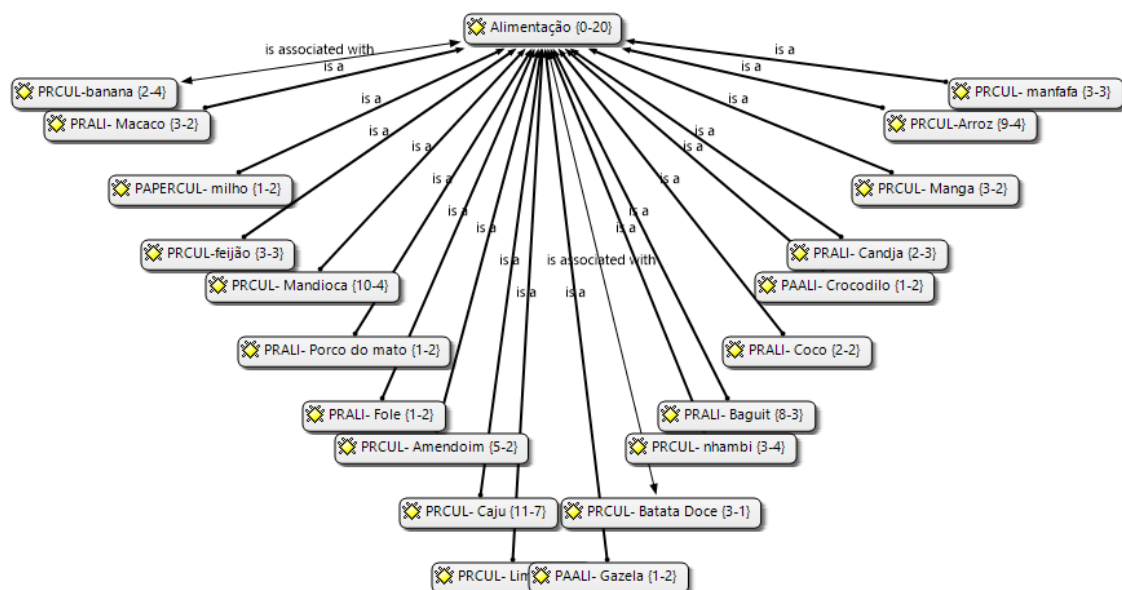 Alimentação {0-20}
is associated with
is a
is a
is a
PRCUL-banana {2-4}
PRCUL- manfafa {3-3}
PRALI- Macaco {3-2}
PRCUL-Arroz {9-4}
is a
is a
is a
is a
is a
PAPERCUL- milho {1-2}
PRCUL- Manga {3-2}
is a
is a
is a
is a
is a
is a
PRCUL-feijão {3-3}
PRALI- Candja {2-3}
is a
is associated with
PRCUL- Mandioca {10-4}
PAALI- Crocodilo {1-2}
is a
is a
PRALI- Porco do mato {1-2}
PRALI- Coco {2-2}
PRALI- Fole {1-2}
PRALI- Baguit {8-3}
PRCUL- Amendoim {5-2}
PRCUL- nhambi {3-4}
PRCUL- Caju {11-7}
PRCUL- Batata Doce {3-1}
PRCUL-
PAALI- Gazela {1-2}